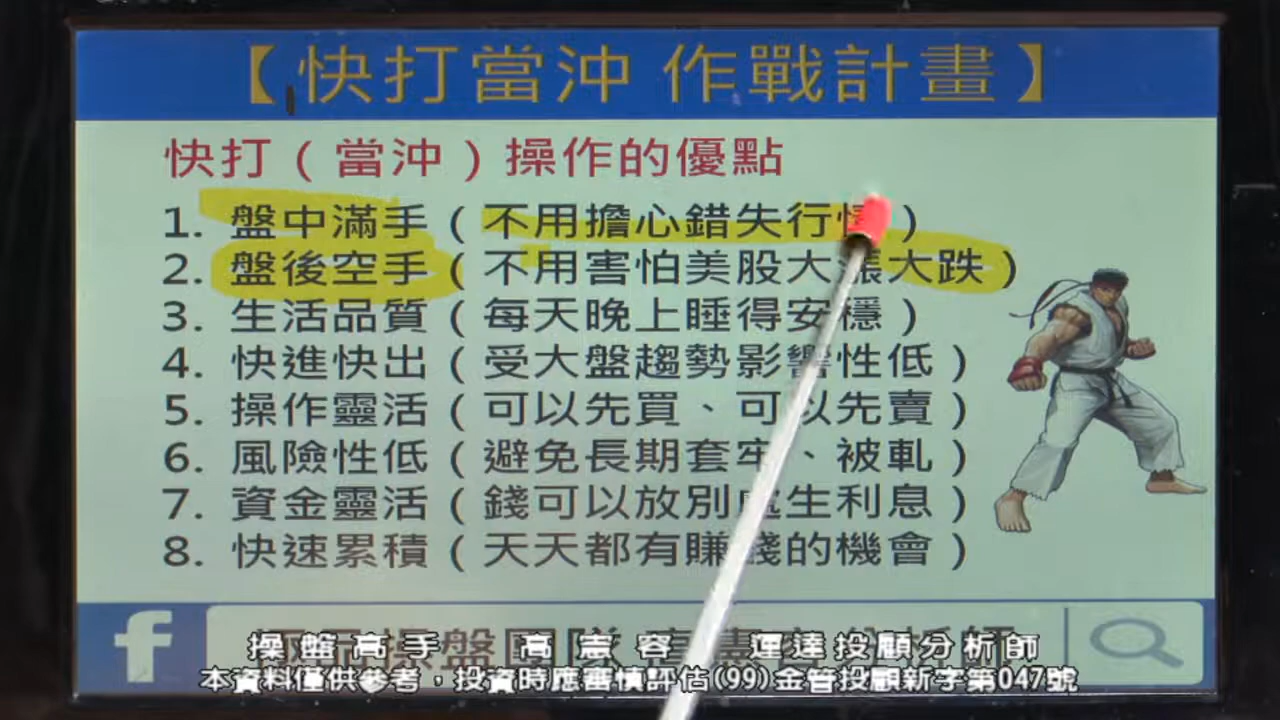 【快打當沖 作戰計畫】
快打（當沖）操作的優點
1. 盤中滿手（不用擔心錯失行情）
2. 盤後空手（不用害怕美股大漲大跌）
3. 生活品質（每天晚上睡得安穩）
4. 快進快出（受大盤趨勢影響性低）
5. 操作靈活（可以先買、可以先賣）
6. 風險性低（避免長期套牢、被軋）
7. 資金靈活（錢可以放別處生利息）
8. 快速累積（天天都有賺錢的機會）
f
操盤高手 高憲容 運達投顧分析師
本資料僅供參考，投資時應審慎評估(99)金管投顧新字第047號